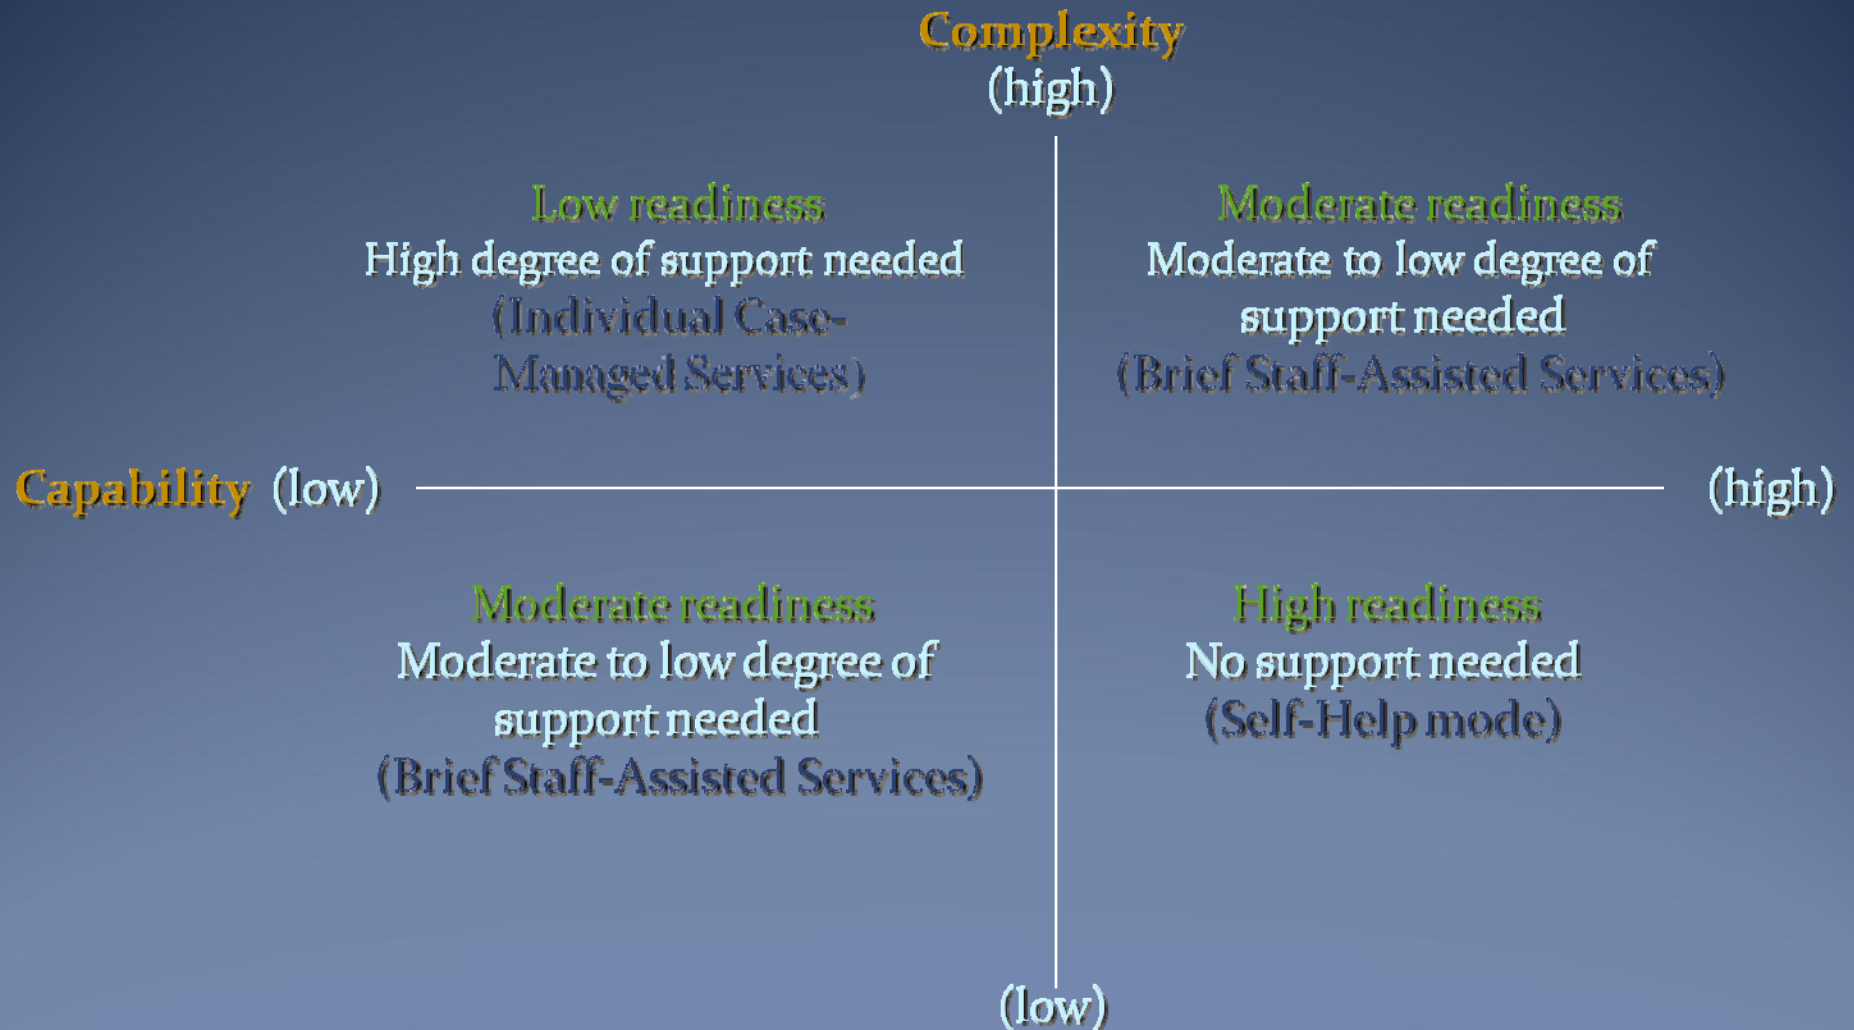 Complexity
(high)
Low readiness
High degree of support needed
(Individual Case-
Managed Services)
Moderate readiness
Moderate to low degree of
support needed
(Brief Staff-Assisted Services)
Capability (low)
(high)
Moderate readiness
Moderate to low degree of
support needed
(Brief Staff-Assisted Services)
High readiness
No support needed
(Self-Help mode)
(low)